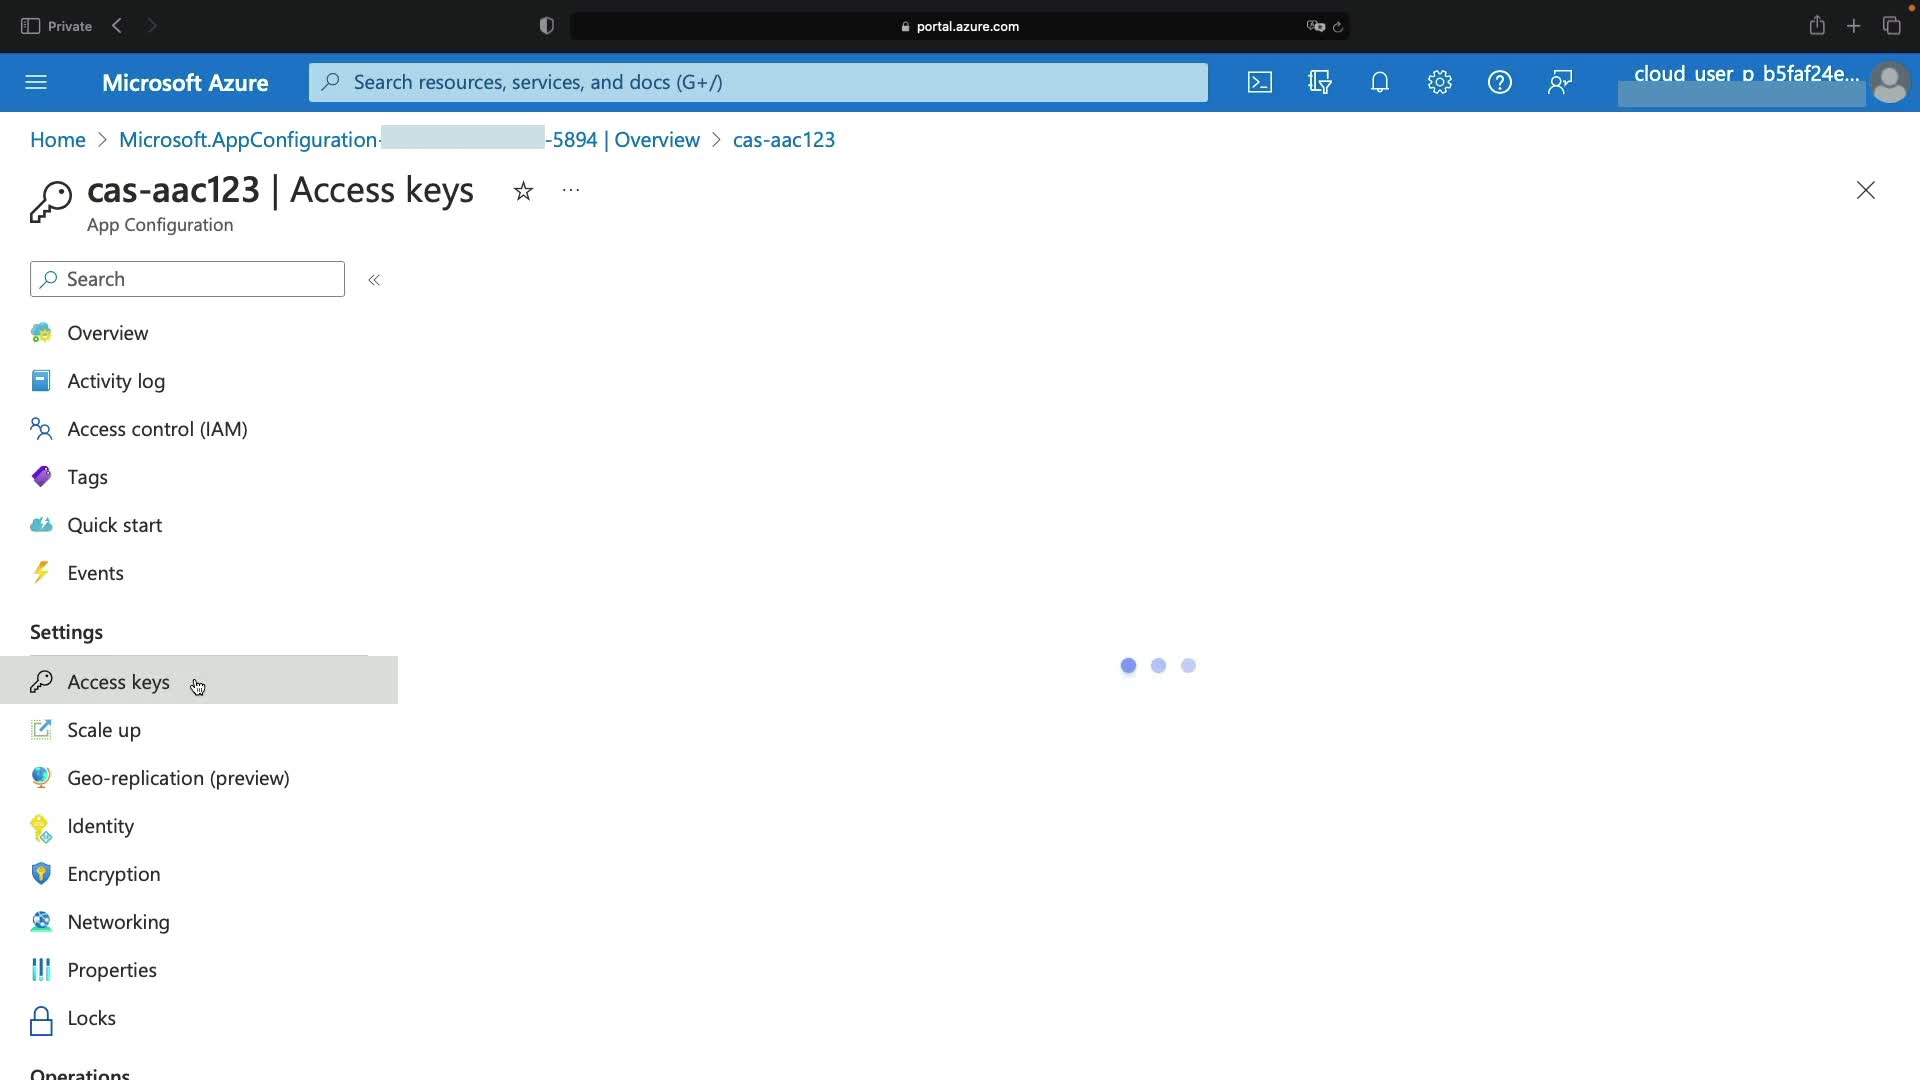 Private
portal.azure.com
Microsoft Azure
Search resources, services, and docs (G+/)
cloud_user_p_b5faf24e...
Home > Microsoft.AppConfiguration- -5894 | Overview > cas-aac123
cas-aac123 | Access keys
App Configuration
Search
Overview
Activity log
Access control (IAM)
Tags
Quick start
Events
Settings
Access keys
Scale up
Geo-replication (preview)
Identity
Encryption
Networking
Properties
Locks
Operations